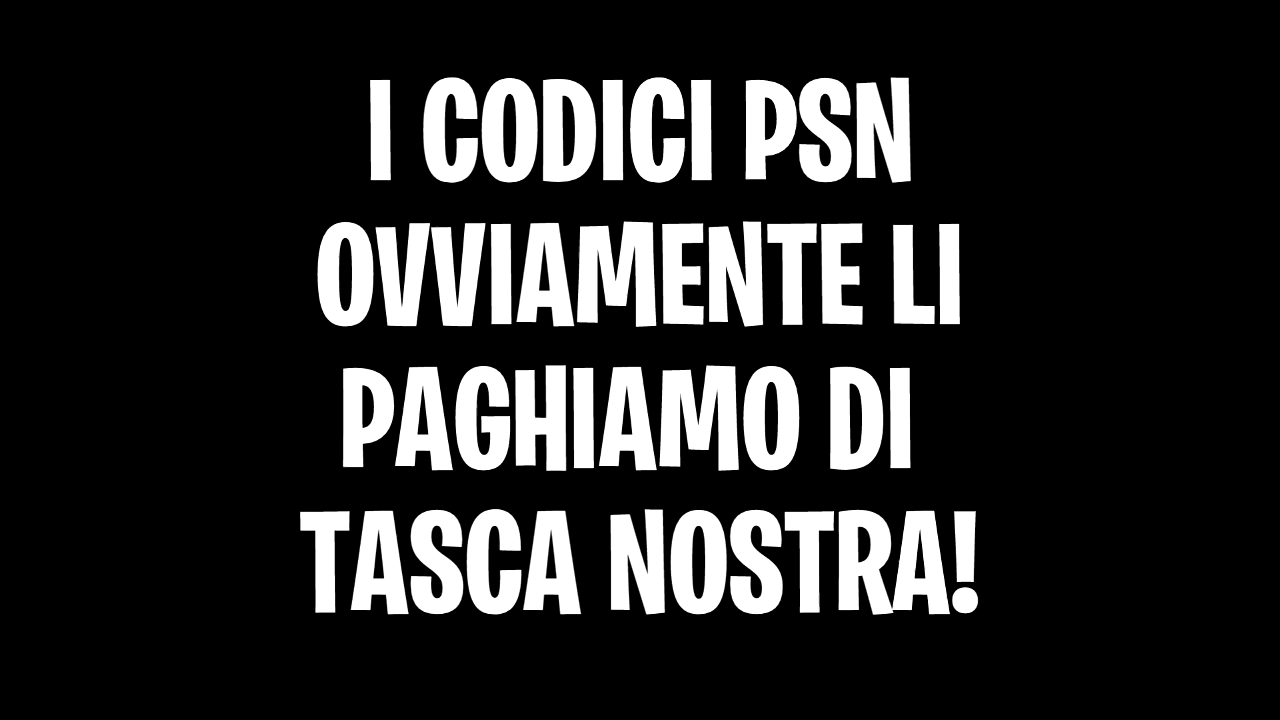 I CODICI PSN
OVVIAMENTE LI
PAGHIAMO DI
TASCA NOSTRA!